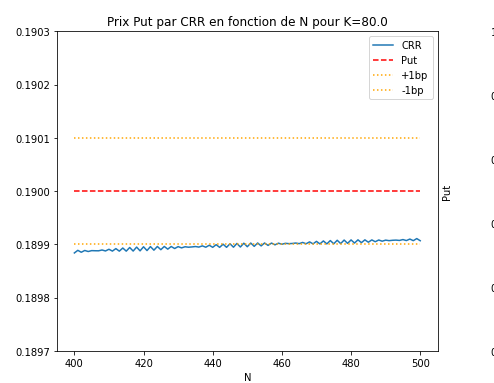 Prix Put par CRR en fonction de N pour K=80.0
0.1903
0.1902
0.1901
0.1900
0.1899
0.1898
0.1897
CRR
Put
+1bp
-1bp
400
420
440
460
480
500
N
Put